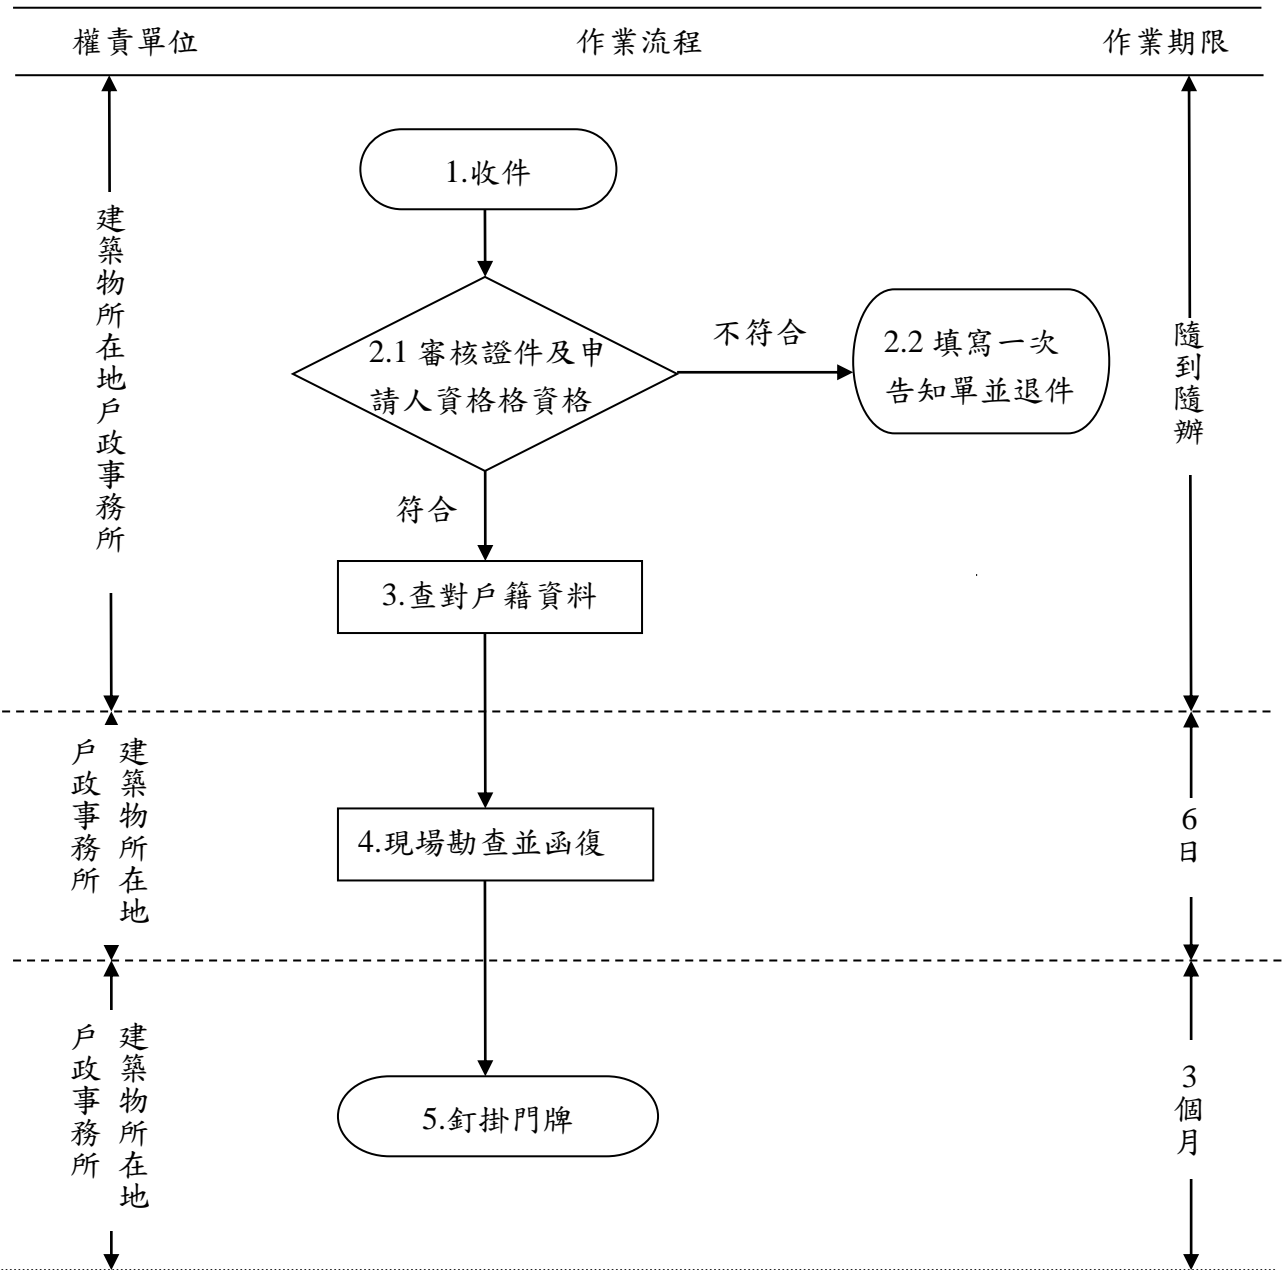 權責單位
作業流程
作業期限
建築物所在地戶政事務所
1.收件
2.1 審核證件及申
請人資格格資格
不符合
2.2 填寫一次
告知單並退件
隨到隨辦
符合
3.查對戶籍資料
建築物所在地
戶政事務所
4.現場勘查並函復
6日
建築物所在地
戶政事務所
5.釘掛門牌
3個月